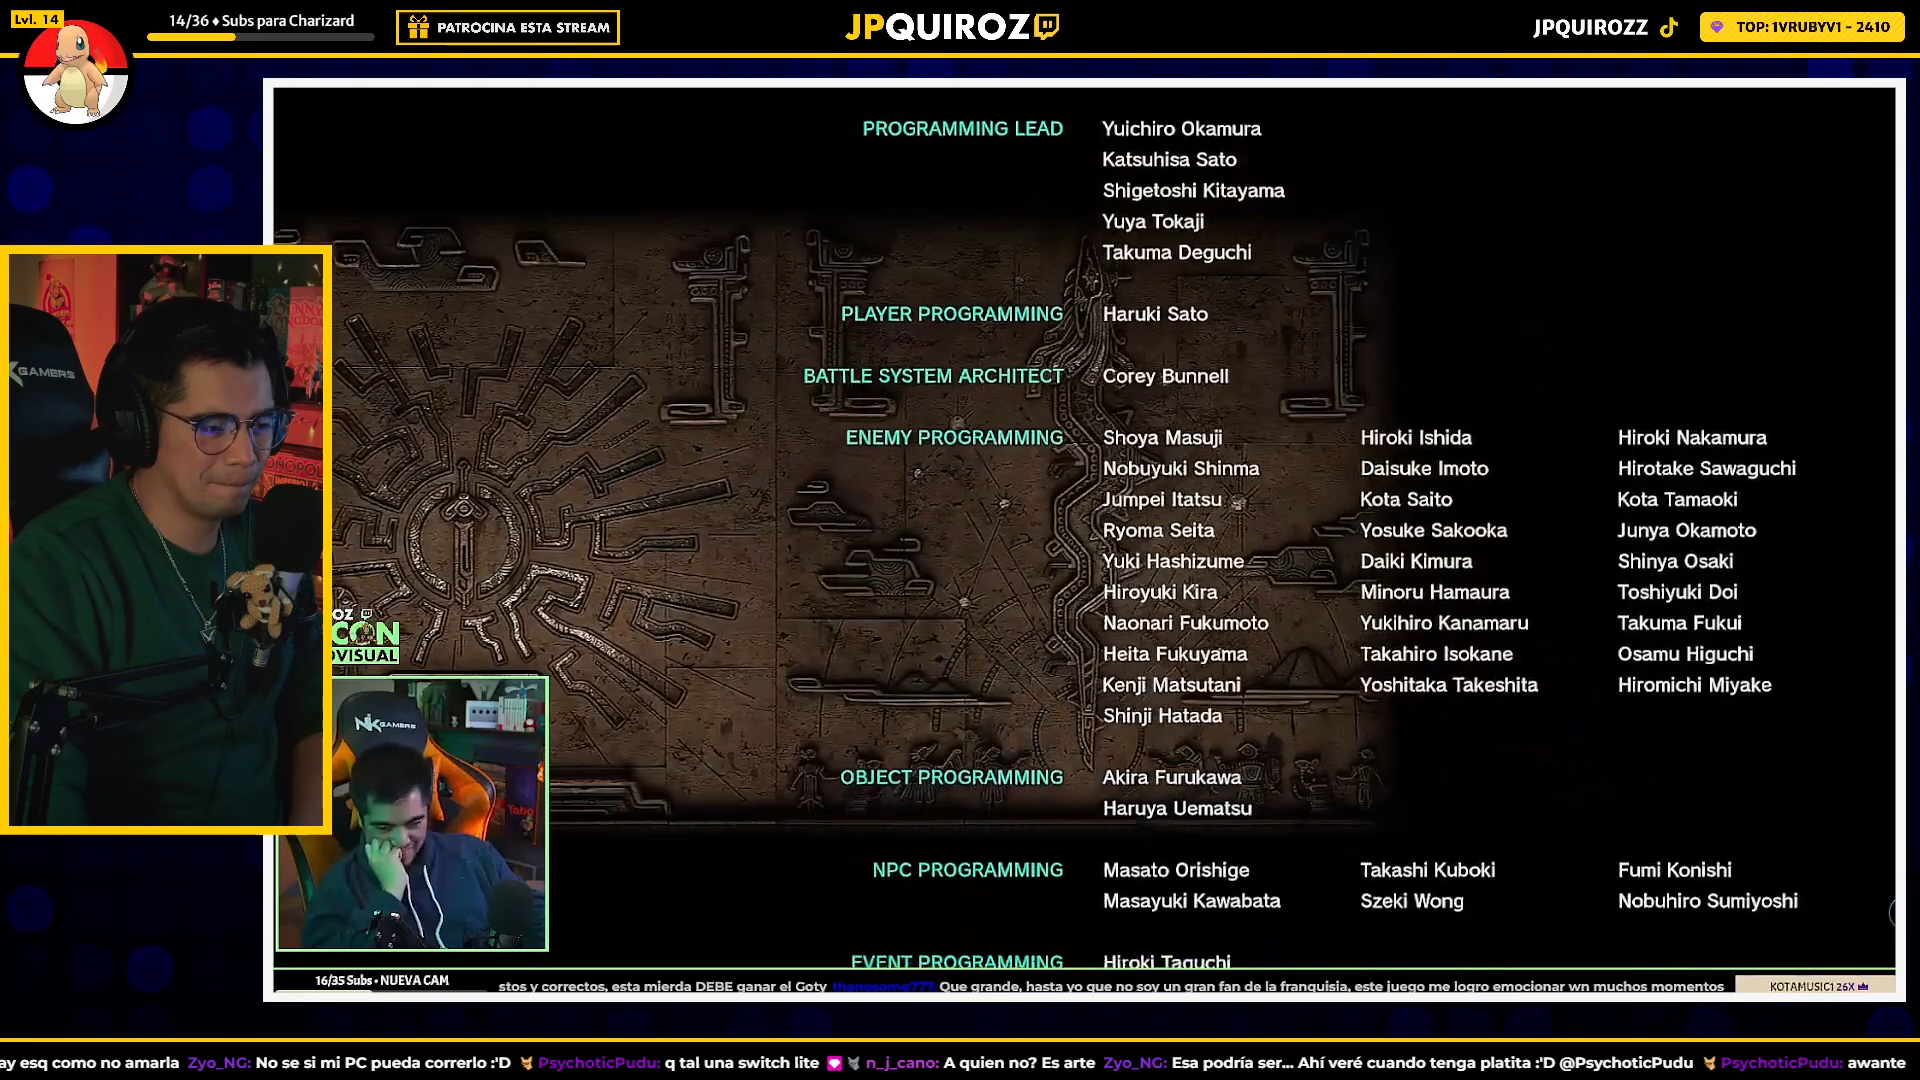 Lvl. 14
14/36 ♦ Subs para Charizard
PATROCINA ESTA STREAM
JPQUIROZ
JPQUIROZZ
TOP: 1VRUBYV1 - 2410
PROGRAMMING LEAD Yuichiro Okamura
Katsuhisa Sato
Shigetoshi Kitayama
Yuya Tokaji
Takuma Deguchi
PLAYER PROGRAMMING Haruki Sato
BATTLE SYSTEM ARCHITECT Corey Bunnell
ENEMY PROGRAMMING Shoya Masuji Hiroki Ishida Hiroki Nakamura
Nobuyuki Shinma Daisuke Imoto Hirotake Sawaguchi
Jumpei Itatsu Kota Saito Kota Tamaoki
Ryoma Seita Yosuke Sakooka Junya Okamoto
Yuki Hashizume Daiki Kimura Shinya Osaki
Hiroyuki Kira Minoru Hamaura Toshiyuki Doi
Naonari Fukumoto Yukihiro Kanamaru Takuma Fukui
Heita Fukuyama Takahiro Isokane Osamu Higuchi
Kenji Matsutani Yoshitaka Takeshita Hiromichi Miyake
Shinji Hatada
OBJECT PROGRAMMING Akira Furukawa
Haruya Uematsu
NPC PROGRAMMING Masato Orishige Takashi Kuboki Fumi Konishi
Masayuki Kawabata Szeki Wong Nobuhiro Sumiyoshi
EVENT PROGRAMMING Hiroki Taguchi
GAMERS
MONOPOLY
OZ
CON
OVISUAL
NK GAMERS
Yabo
16/35 Subs • NUEVA CAM
stos y correctos, esta mierda DEBE ganar el Goty Que grande, hasta yo que no soy un gran fan de la franquisia, este juego me logro emocionar wn muchos momentos
KOTAMUSIC1 26X
ay esq como no amarla Zyo_NG: No se si mi PC pueda correrlo :'D PsychoticPudu: q tal una switch lite n_j_cano: A quien no? Es arte Zyo_NG: Esa podría ser... Ahí veré cuando tenga platita :'D @PsychoticPudu PsychoticPudu: awante